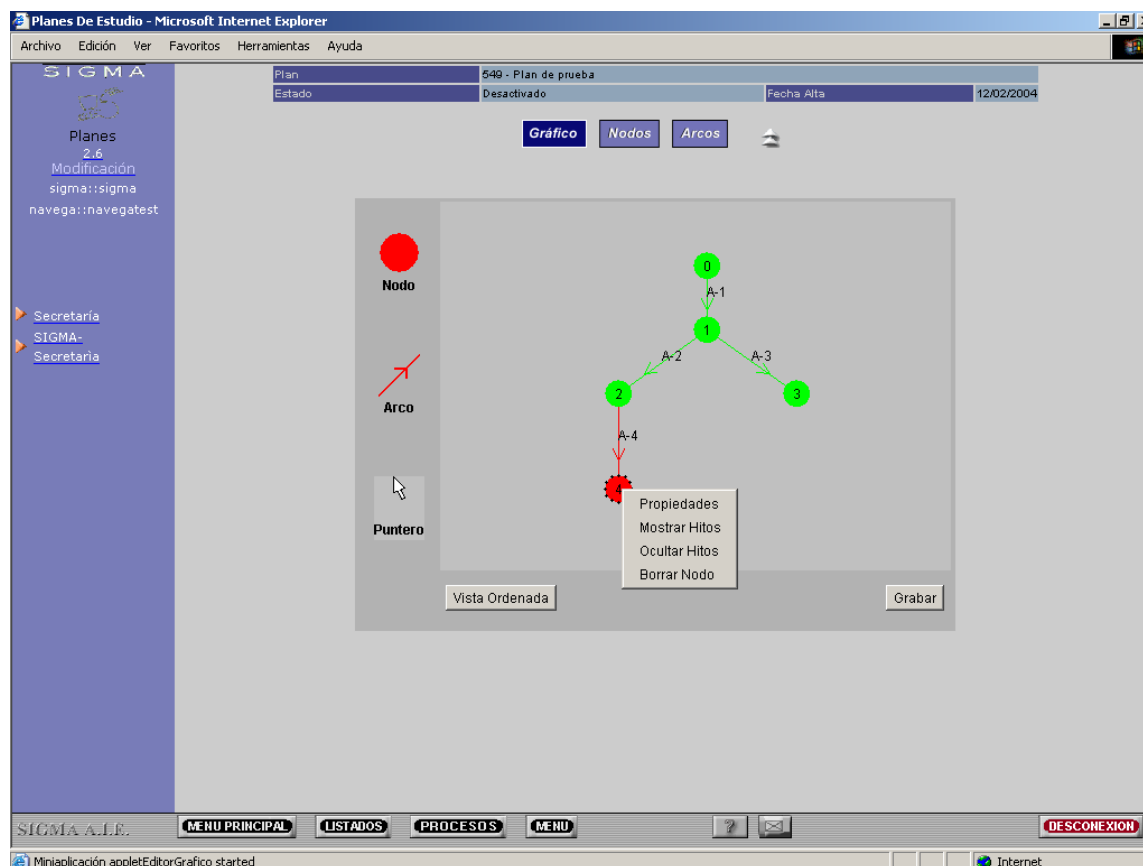 Planes De Estudio - Microsoft Internet Explorer
Archivo Edición Ver Favoritos Herramientas Ayuda
SIGMA
Planes
2.6
Modificación
sigma::sigma
navega::navegatest
Secretaría
SIGMA-
Secretarìa
Plan 549 - Plan de prueba
Estado Desactivado Fecha Alta 12/02/2004
Gráfico Nodos Arcos
Nodo
Arco
Puntero
0
A-1
1
A-2 A-3
2 3
A-4
4
Propiedades
Mostrar Hitos
Ocultar Hitos
Borrar Nodo
Vista Ordenada Grabar
SIGMA A.I.E. MENU PRINCIPAL LISTADOS PROCESOS MENU ? DESCONEXION
Miniaplicación appletEditorGrafico started Internet